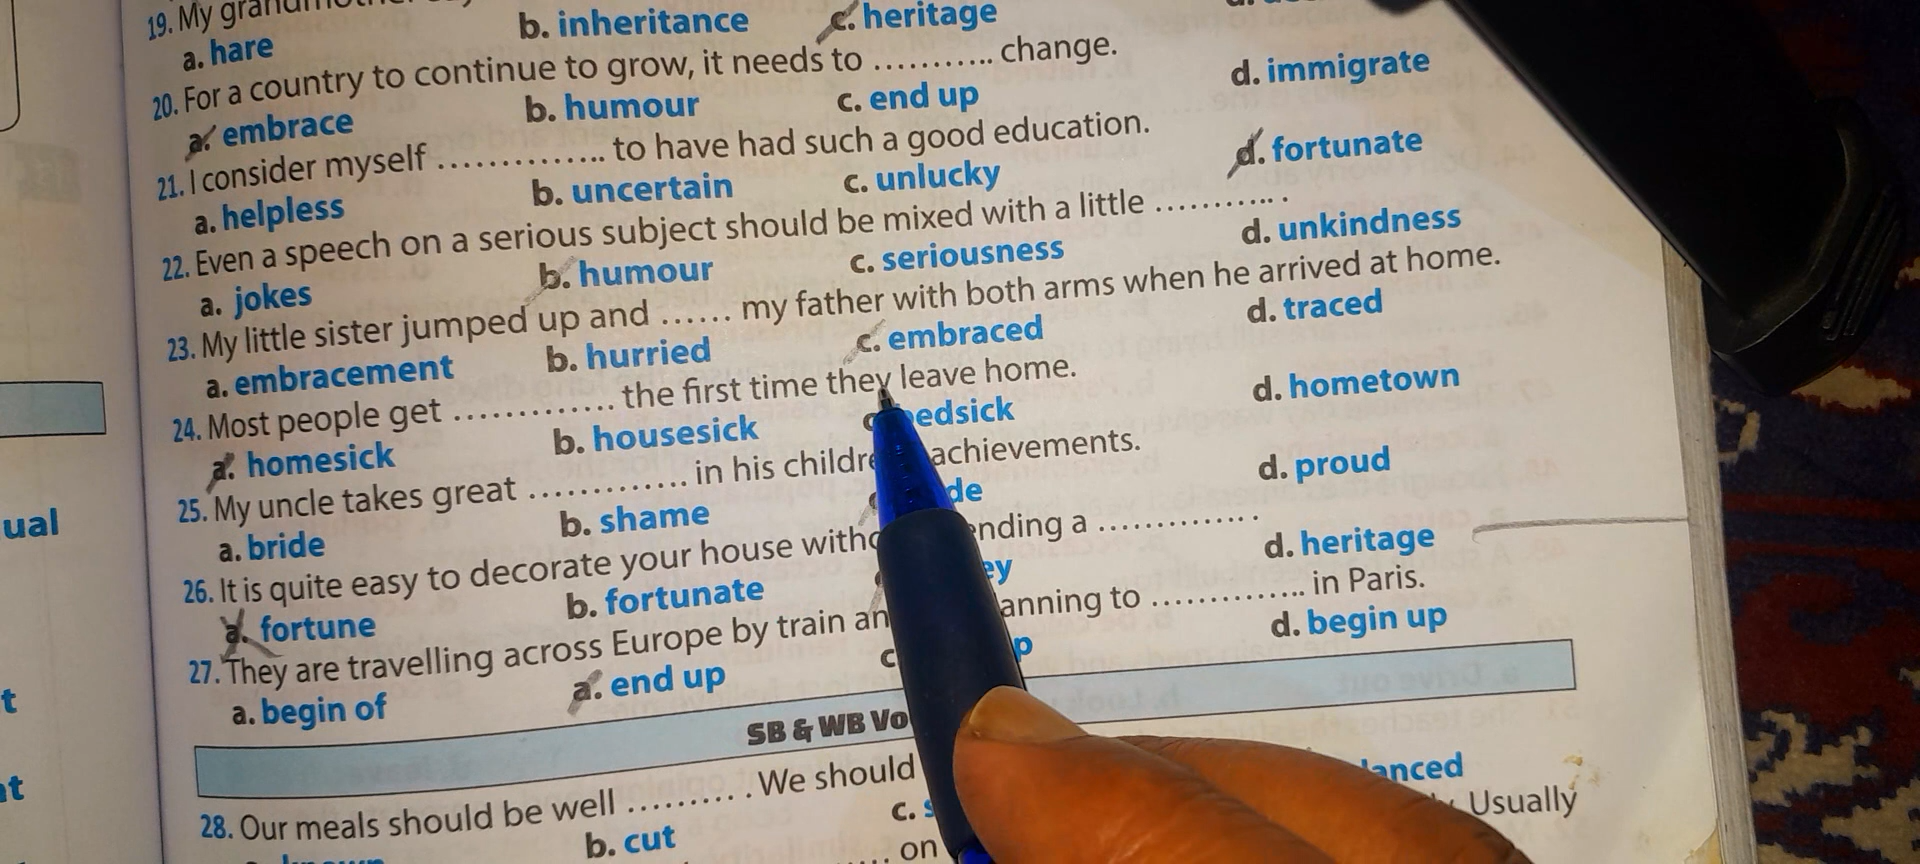 19. My
a. hare b. inheritance c. heritage
20. For a country to continue to grow, it needs to ........... change.
a. embrace b. humour c. end up d. immigrate
21. I consider myself .............. to have had such a good education.
a. helpless b. uncertain c. unlucky d. fortunate
22. Even a speech on a serious subject should be mixed with a little ........... .
a. jokes b. humour c. seriousness d. unkindness
23. My little sister jumped up and ...... my father with both arms when he arrived at home.
a. embracement b. hurried c. embraced d. traced
24. Most people get ............. the first time they leave home.
a. homesick b. housesick edsick d. hometown
25. My uncle takes great ............. in his childre achievements.
a. bride b. shame de d. proud
26. It is quite easy to decorate your house with nding a .............. .
a. fortune b. fortunate ey d. heritage
27. They are travelling across Europe by train an anning to .............. in Paris.
a. begin of a. end up c p d. begin up
SB & WB Vo
28. Our meals should be well .......... . We should
b. cut c. s anced
Usually
... on
ual
t
t